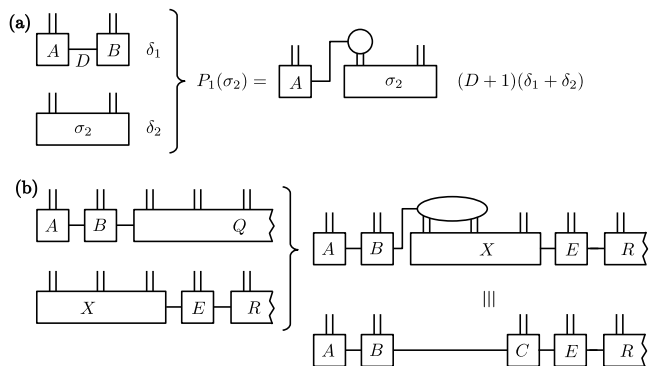 (a)
A D B δ₁
σ₂ δ₂
P₁(σ₂) = A σ₂ (D+1)(δ₁+δ₂)
(b)
A B Q
X E R
A B X E R
≡
A B C E R